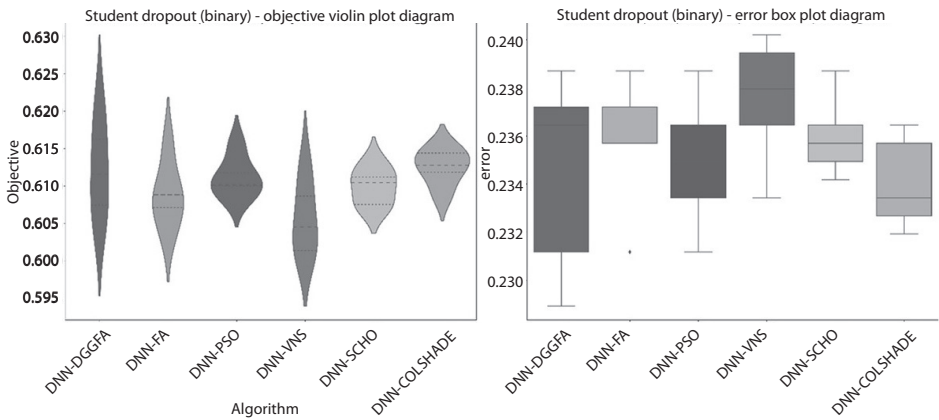 Student dropout (binary) - objective violin plot diagram
0.630
0.625
0.620
0.615
0.610
0.605
0.600
0.595
Objective
DNN-DGGFA
DNN-FA
DNN-PSO
DNN-VNS
DNN-SCHO
DNN-COLSHADE
Algorithm
Student dropout (binary) - error box plot diagram
0.240
0.238
0.236
0.234
0.232
0.230
error
DNN-DGGFA
DNN-FA
DNN-PSO
DNN-VNS
DNN-SCHO
DNN-COLSHADE